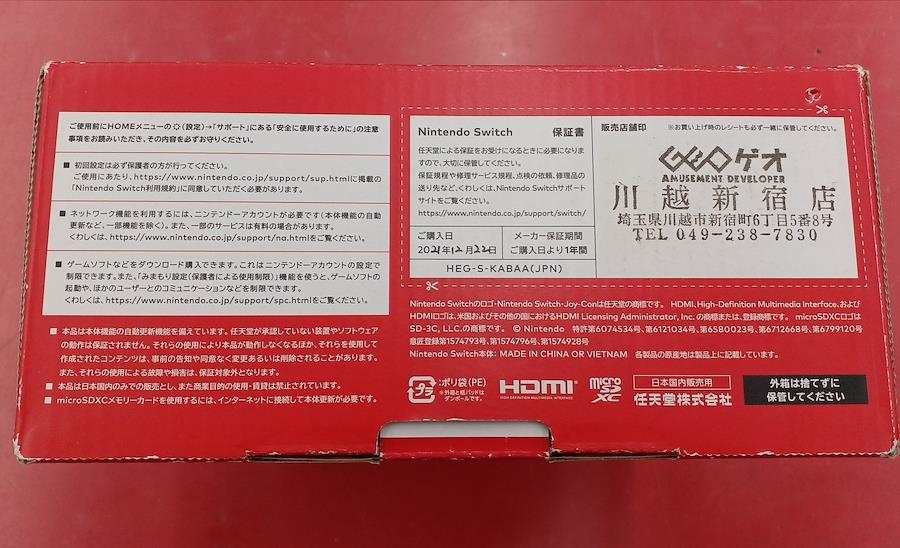 ご使用前にHOMEメニューの(設定)→「サポート」にある「安全に使用するために」の注意
事項をお読みいただき、その内容を必ずお守りください。
■ 初回設定は必ず保護者の方が行ってください。
ご使用にあたり、https://www.nintendo.co.jp/support/sup.htmlに掲載の
「Nintendo Switch利用規約」に同意していただく必要があります。
■ ネットワーク機能を利用するには、ニンテンドーアカウントが必要です(本体機能の自動
更新など、一部機能を除く)。また、一部のサービスは有料の場合があります。
くわしくは、https://www.nintendo.co.jp/support/na.htmlをご覧ください。
■ ゲームソフトなどをダウンロード購入できます。これはニンテンドーアカウントの設定で
制限できます。また、「みまもり設定(保護者による使用制限)」機能を使うと、ゲームソフトの
起動や、ほかのユーザーとのコミュニケーションなどを制限できます。
くわしくは、https://www.nintendo.co.jp/support/spc.htmlをご覧ください。
■ 本品は本体機能の自動更新機能を備えています。任天堂が承認していない装置やソフトウェア
の動作は保証されません。それらの使用により本品が動作しなくなるほか、それらを使用して
作成されたコンテンツは、事前の告知や同意なく変更あるいは削除されることがあります。
また、それらの使用による故障や損害は、保証対象外となります。
■ 本品は日本国内のみでの販売とし、また商業目的の使用・賃貸は禁止されています。
■ microSDXCメモリーカードを使用するには、インターネットに接続して本体更新が必要です。
Nintendo Switch 保証書
任天堂による保証をお受けになるときに必要になりま
すので、大切に保管してください。
保証規程や修理サービス規程、点検の依頼、修理品の
送り先など、くわしくは、Nintendo Switchサポート
サイトをご覧ください。
https://www.nintendo.co.jp/support/switch/
ご購入日 メーカー保証期間
2021年12月22日 ご購入日より1年間
HEG-S-KABAA(JPN)
販売店舗印 ※お買い上げ時のレシートも必ず一緒に保管してください。
GEO ゲオ
AMUSEMENT DEVELOPER
川越新宿店
埼玉県川越市新宿町6丁目5番8号
TEL 049-238-7830
Nintendo Switchのロゴ・Nintendo Switch・Joy-Conは任天堂の商標です。 HDMI、High-Definition Multimedia Interface、および
HDMIロゴは、米国およびその他の国におけるHDMI Licensing Administrator, Inc. の商標または、登録商標です。 microSDXCロゴは
SD-3C, LLC.の商標です。 © Nintendo 特許第6074534号、第6121034号、第6580023号、第6712668号、第6799120号
意匠登録第1574793号、第1574796号、第1574928号
Nintendo Switch本体: MADE IN CHINA OR VIETNAM 各製品の原産地は製品上に記載しています。
プラ
:ポリ袋(PE)
※外箱と紙パッドは
ダンボールです。
HDMI
HIGH-DEFINITION MULTIMEDIA INTERFACE
micro SD XC
日本国内販売用
任天堂株式会社
外箱は捨てずに
保管してください